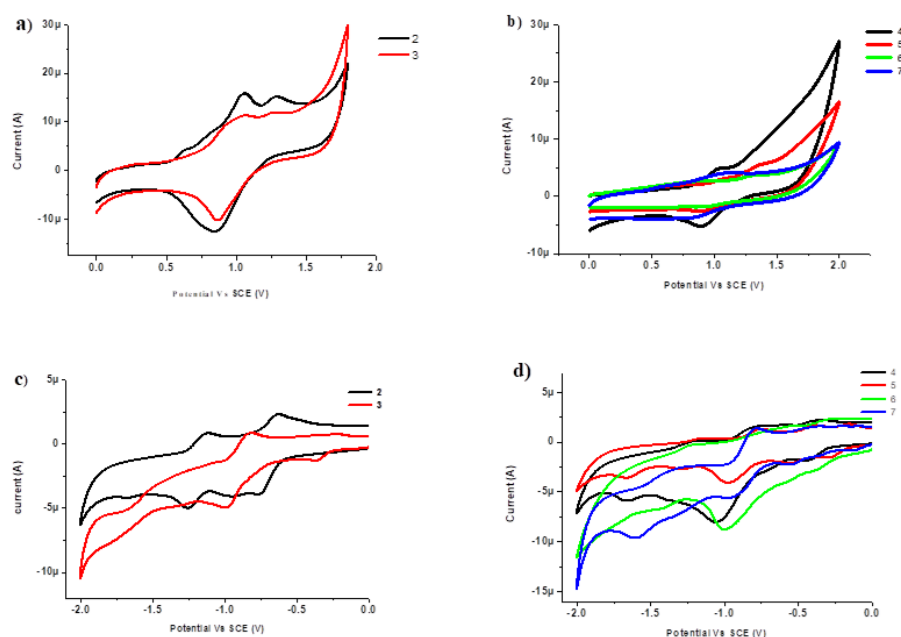 a)
30μ
20μ
10μ
0
-10μ
Current (A)
0.0 0.5 1.0 1.5 2.0
Potential Vs SCE (V)
2
3
b)
30μ
20μ
10μ
0
-10μ
Current (A)
0.0 0.5 1.0 1.5 2.0
Potential Vs SCE (V)
4
5
6
7
c)
5μ
0
-5μ
-10μ
current (A)
-2.0 -1.5 -1.0 -0.5 0.0
Potential Vs SCE (V)
2
3
d)
5μ
0
-5μ
-10μ
-15μ
Current (A)
-2.0 -1.5 -1.0 -0.5 0.0
Potential Vs SCE (V)
4
5
6
7